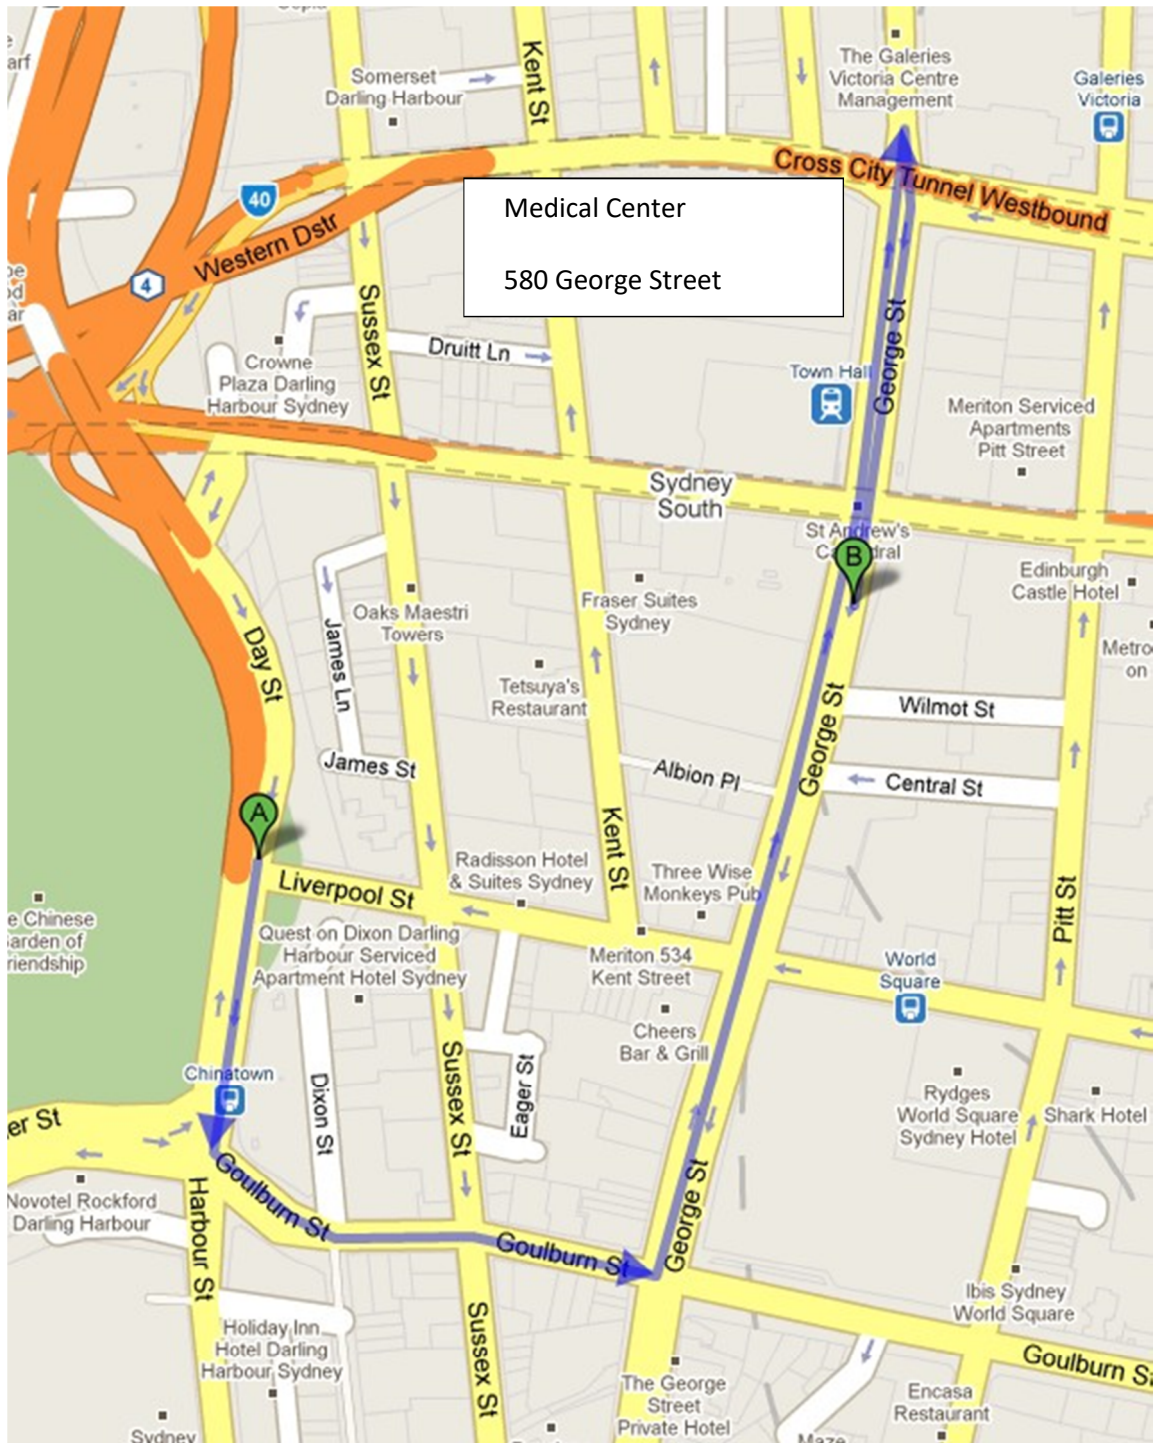 Kent St
Somerset
Darling Harbour
The Galeries
Victoria Centre
Management
Galeries
Victoria
Cross City Tunnel Westbound
40
Western Dstr
4
Medical Center
580 George Street
Sussex St
Druitt Ln
Crowne
Plaza Darling
Harbour Sydney
Town Hall
George St
Meriton Serviced
Apartments
Pitt Street
Sydney
South
St Andrew's
B
Edinburgh
Castle Hotel
Fraser Suites
Sydney
Oaks Maestri
Towers
James Ln
Day St
Metro
on
Tetsuya's
Restaurant
George St
Wilmot St
James St
Albion Pl
Central St
A
Kent St
Radisson Hotel
& Suites Sydney
Three Wise
Monkeys Pub
Liverpool St
Pitt St
e Chinese
arden of
riendship
Quest on Dixon Darling
Harbour Serviced
Apartment Hotel Sydney
Meriton 534
Kent Street
World
Square
Cheers
Bar & Grill
Chinatown
Dixon St
Sussex St
Eager St
Rydges
World Square
Sydney Hotel
Shark Hotel
er St
Goulburn St
George St
Novotel Rockford
Darling Harbour
Harbour St
Goulburn St
Ibis Sydney
World Square
Holiday Inn
Hotel Darling
Harbour Sydney
Sussex St
Goulburn St
The George
Street
Private Hotel
Encasa
Restaurant
Sydney
Maze